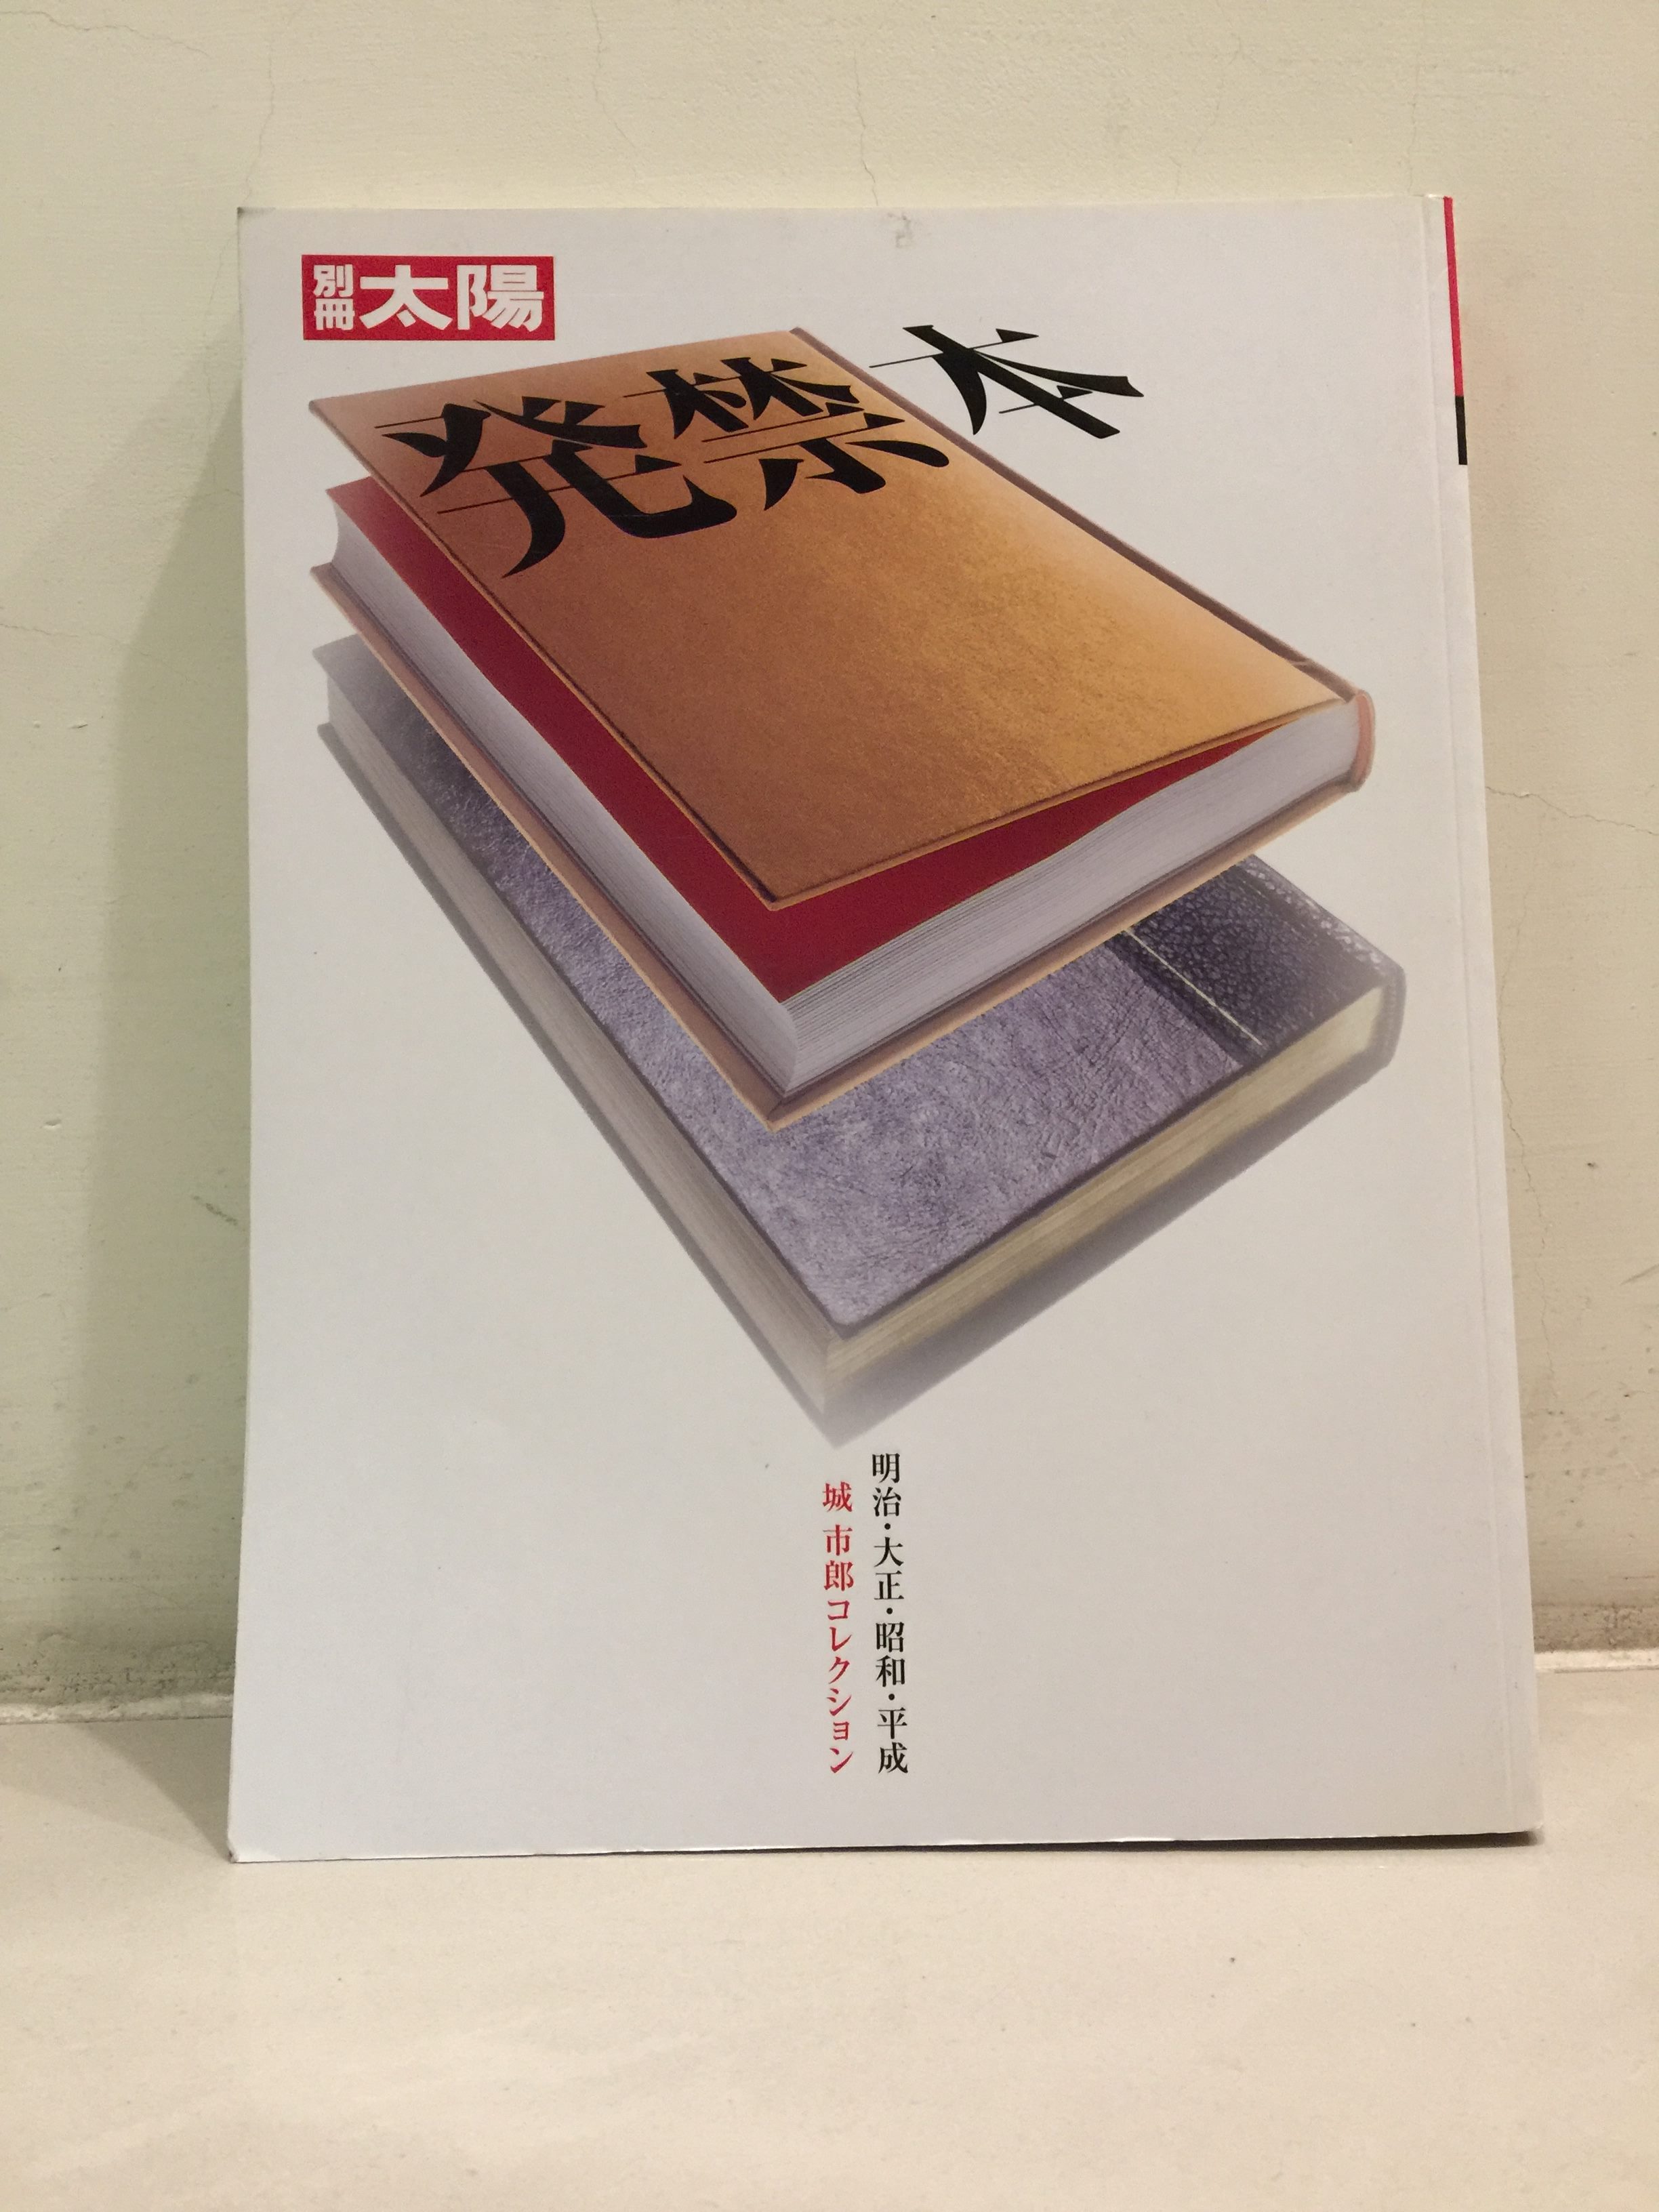 別冊太陽
発禁本
明治・大正・昭和・平成
城 市郎コレクション